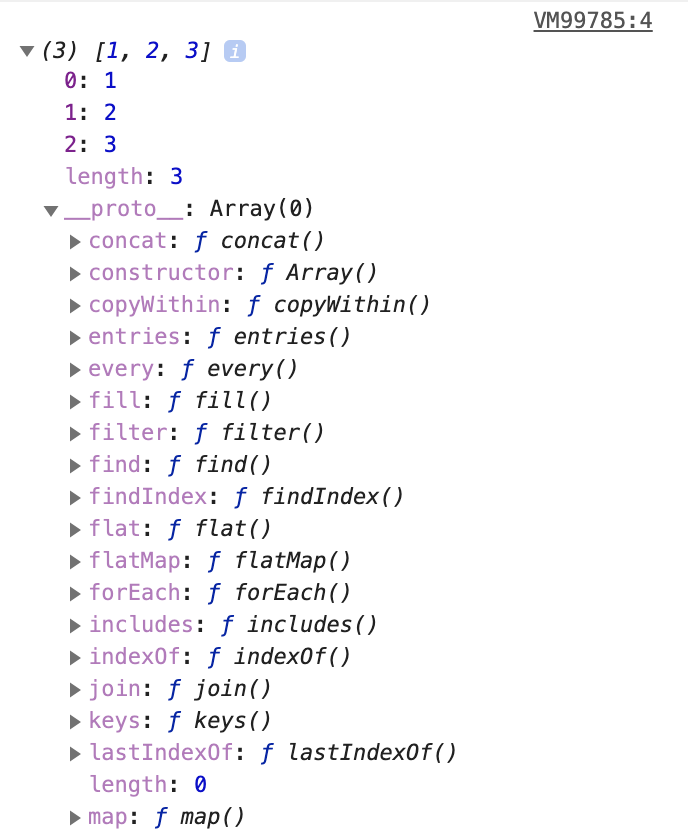 VM99785:4
(3) [1, 2, 3] i
0: 1
1: 2
2: 3
length: 3
__proto__: Array(0)
concat: ƒ concat()
constructor: ƒ Array()
copyWithin: ƒ copyWithin()
entries: ƒ entries()
every: ƒ every()
fill: ƒ fill()
filter: ƒ filter()
find: ƒ find()
findIndex: ƒ findIndex()
flat: ƒ flat()
flatMap: ƒ flatMap()
forEach: ƒ forEach()
includes: ƒ includes()
indexOf: ƒ indexOf()
join: ƒ join()
keys: ƒ keys()
lastIndexOf: ƒ lastIndexOf()
length: 0
map: ƒ map()